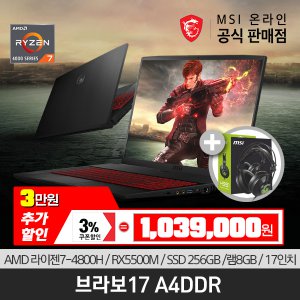 AMD
RYZEN
4000 SERIES 7
MSI 온라인
공식 판매점
msi
3만원
추가
할인
3%
쿠폰할인
1,039,000원
AMD 라이젠7-4800H / RX5500M / SSD 256GB /램8GB / 17인치
브라보17 A4DDR